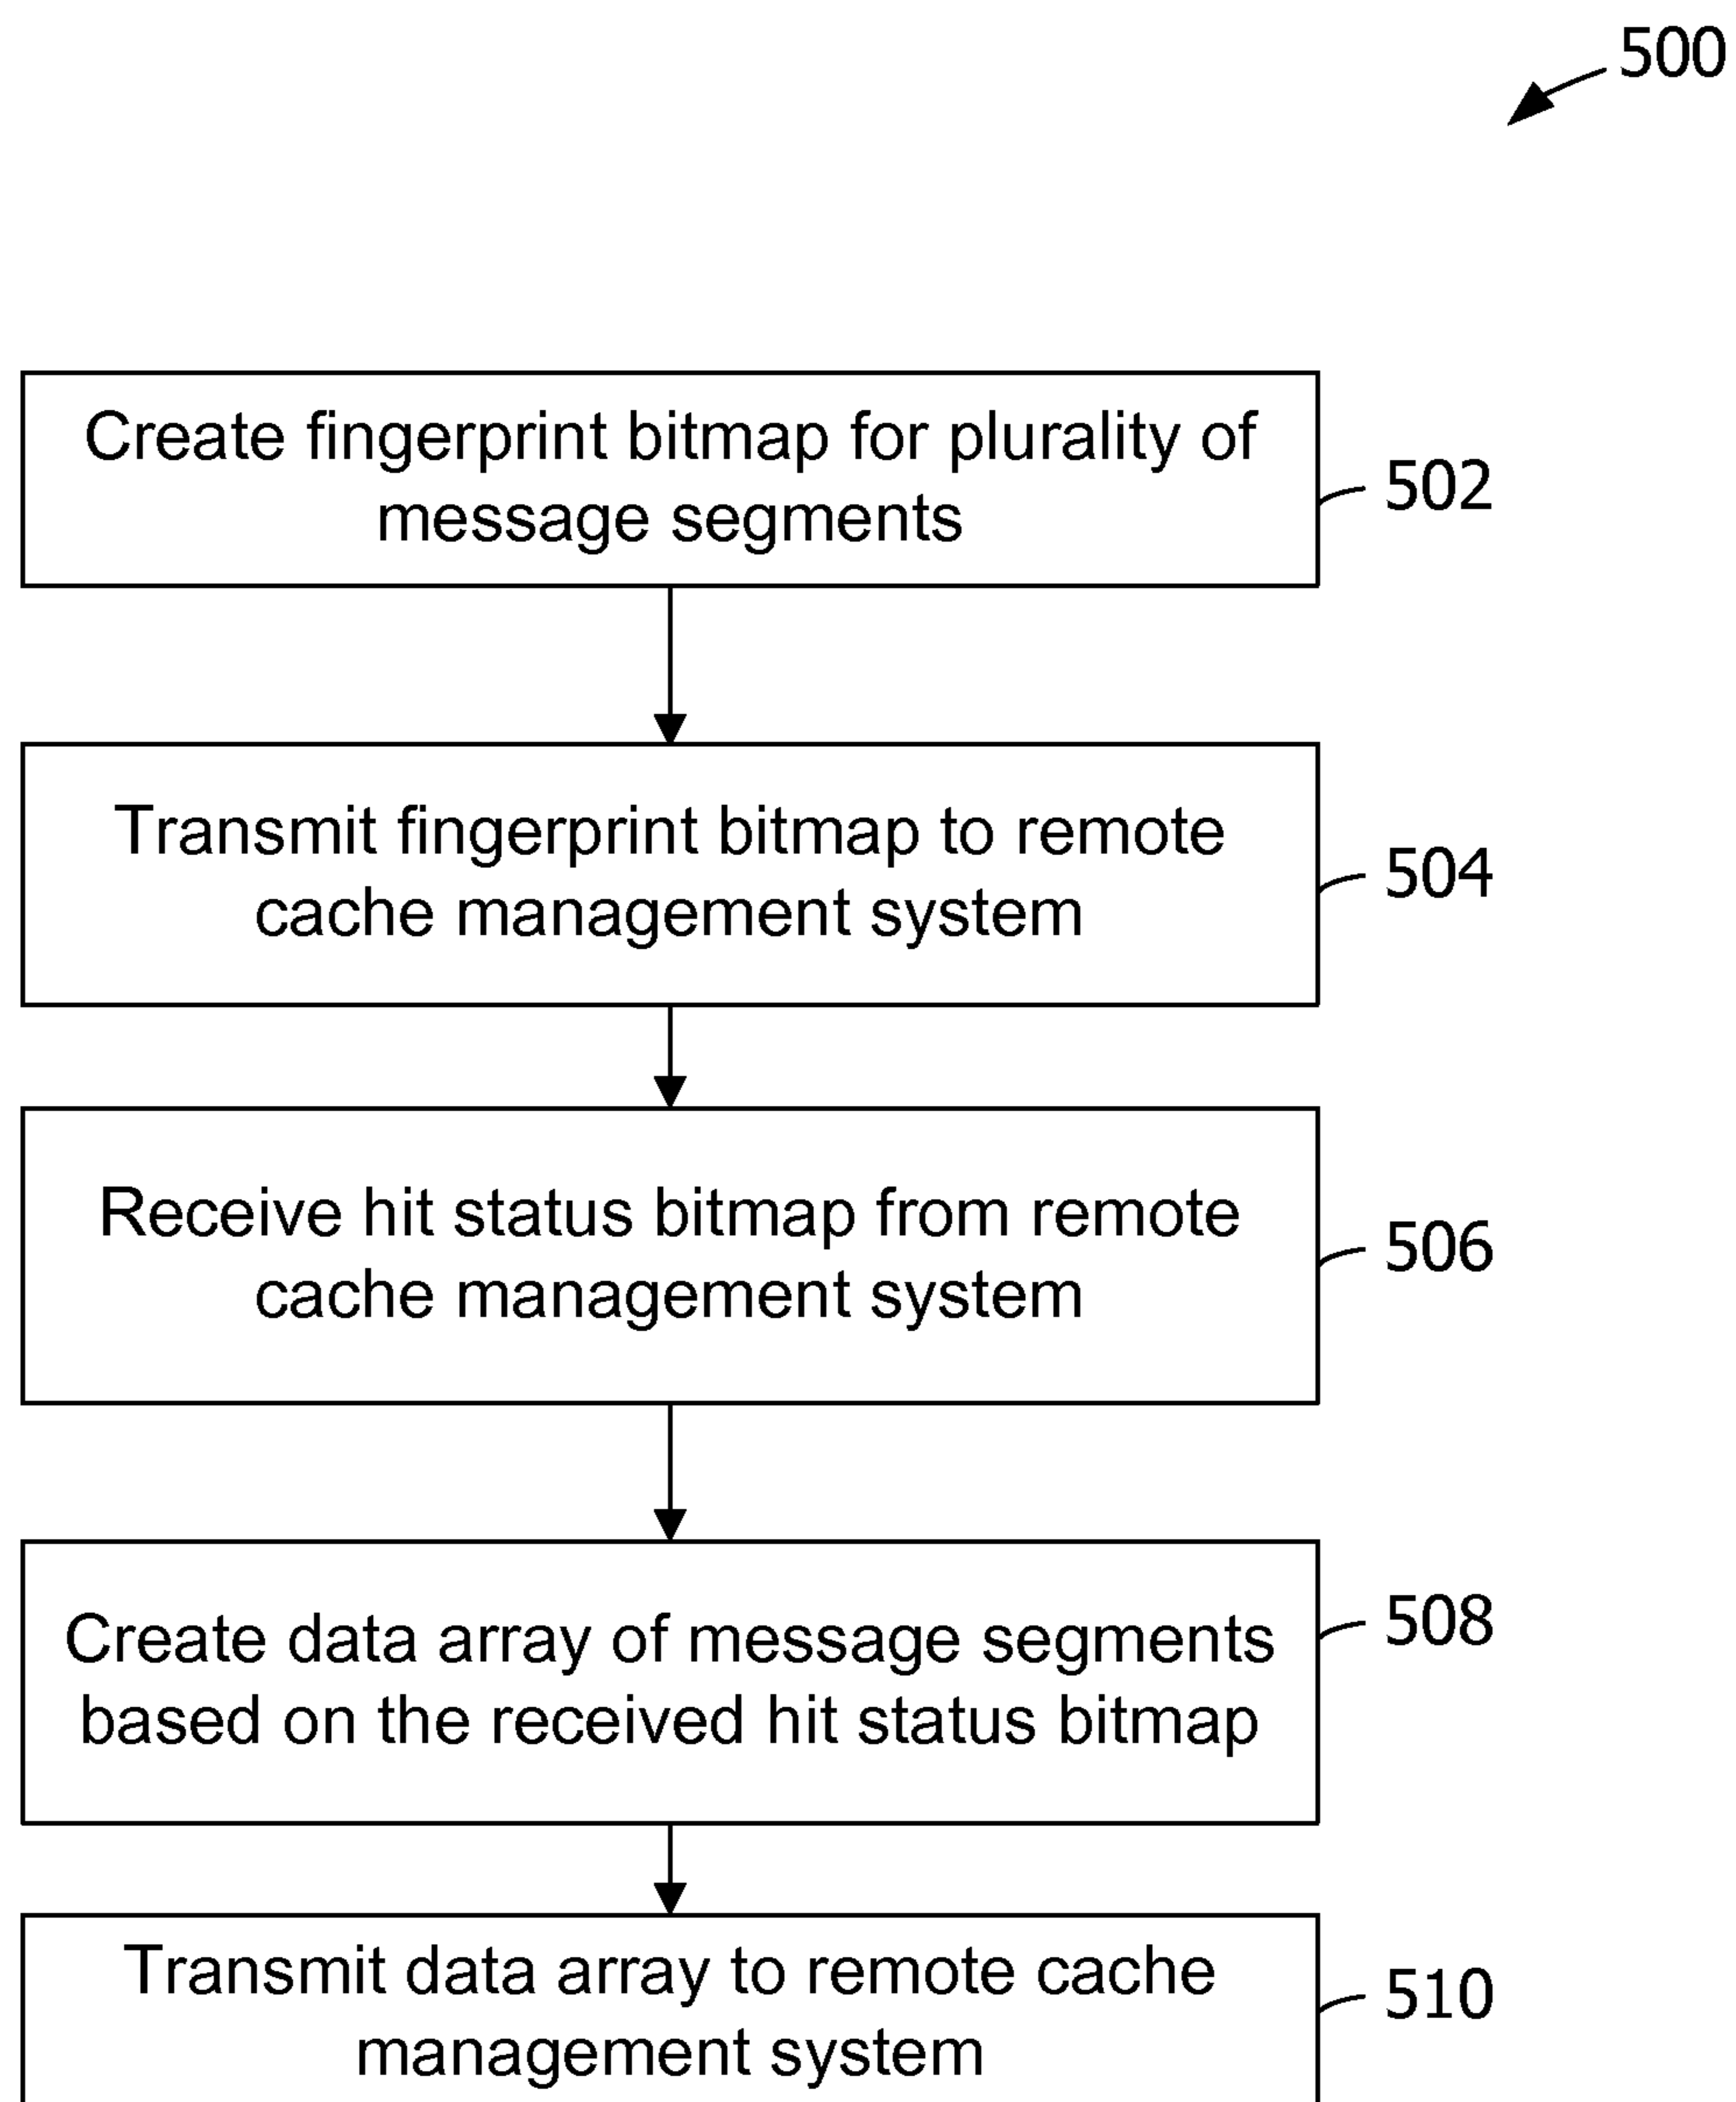 500
Create fingerprint bitmap for plurality of
message segments
502
Transmit fingerprint bitmap to remote
cache management system
504
Receive hit status bitmap from remote
cache management system
506
Create data array of message segments
based on the received hit status bitmap
508
Transmit data array to remote cache
management system
510